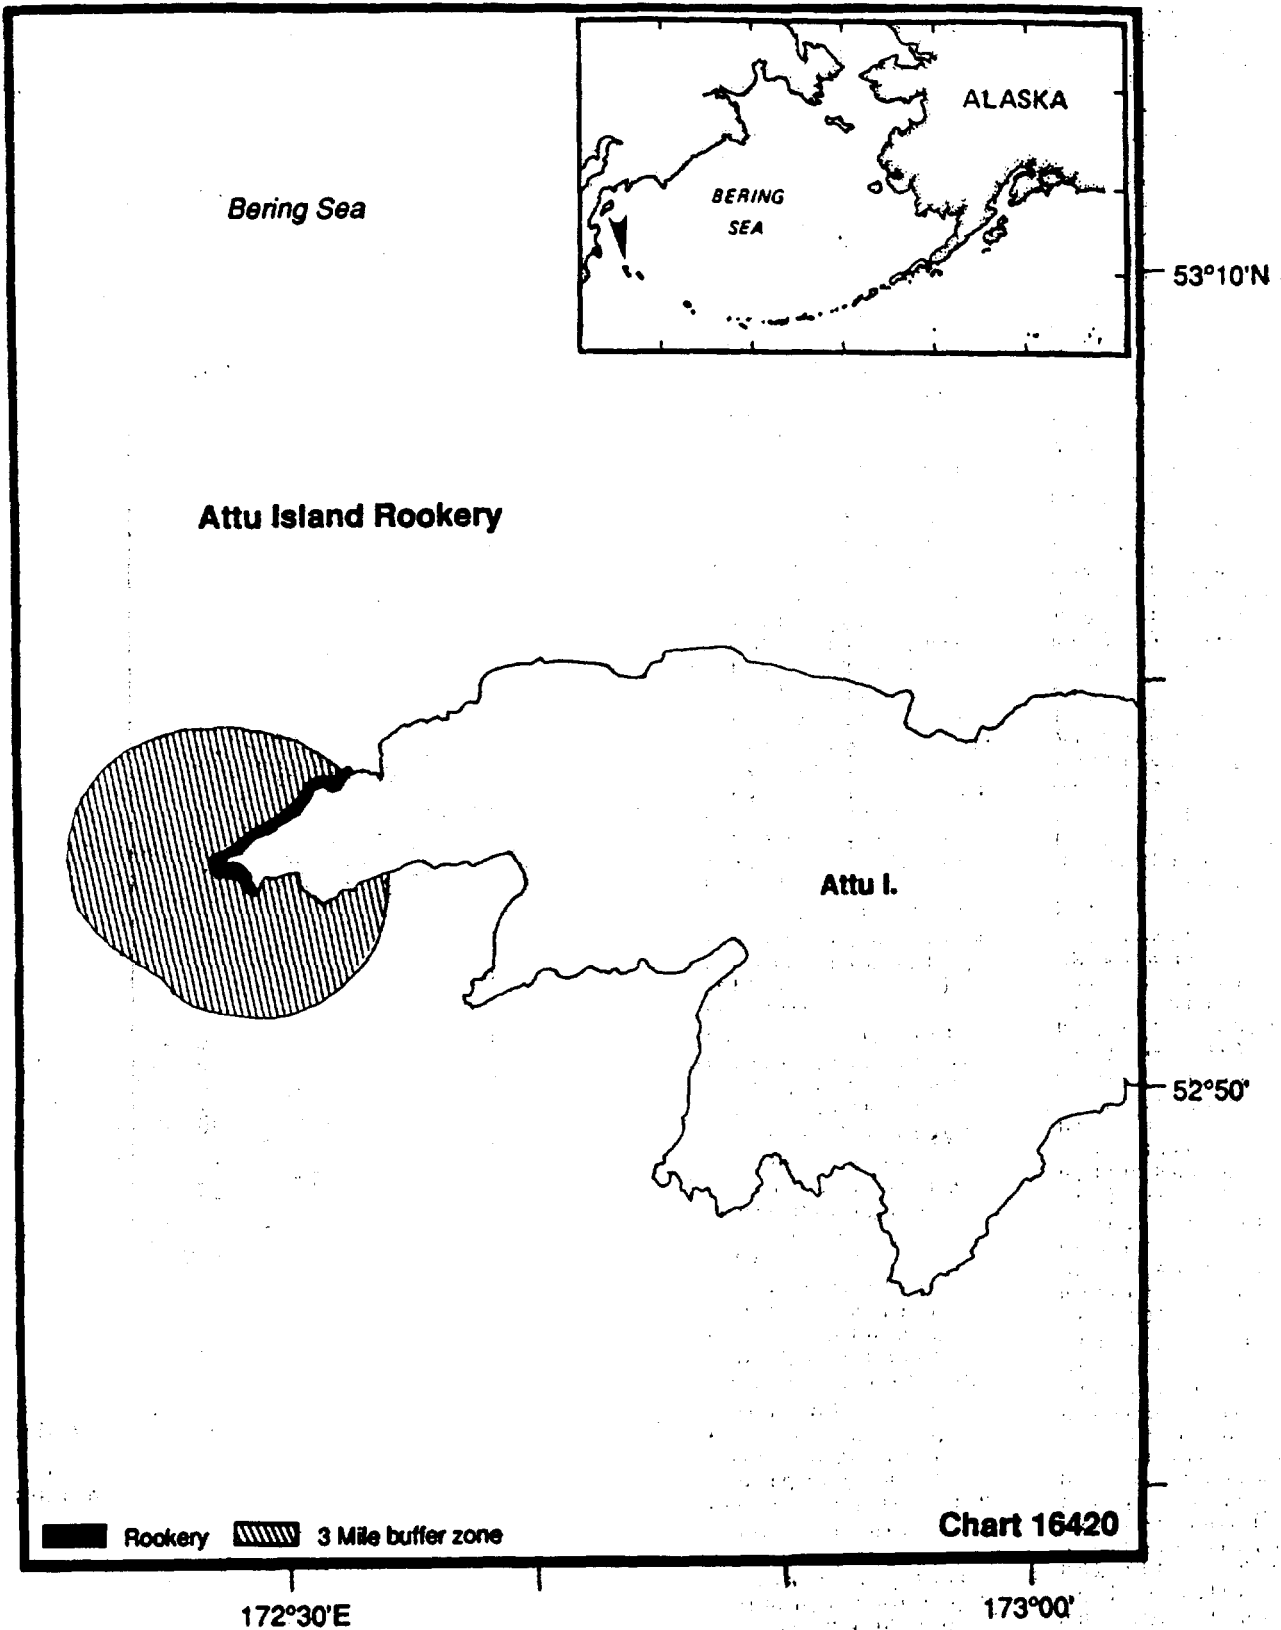 ALASKA
BERING
SEA
Bering Sea
53°10'N
Attu Island Rookery
Attu I.
52°50'
Rookery
3 Mile buffer zone
Chart 16420
172°30'E
173°00'